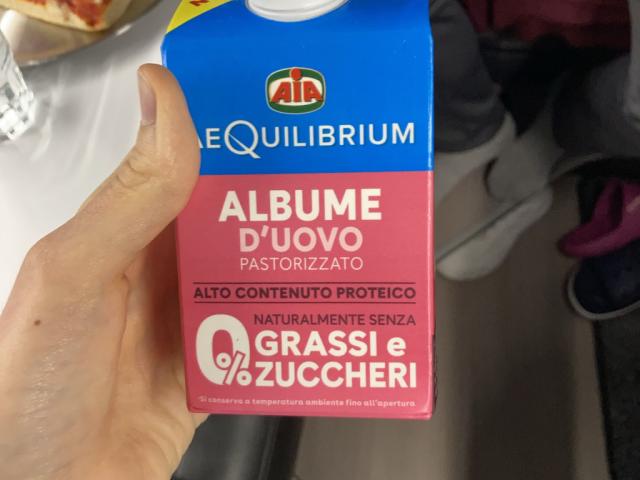 AIA
AEQUILIBRIUM
ALBUME
D'UOVO
PASTORIZZATO
ALTO CONTENUTO PROTEICO
NATURALMENTE SENZA
0% GRASSI e
ZUCCHERI
*Si conserva a temperatura ambiente fino all'apertura